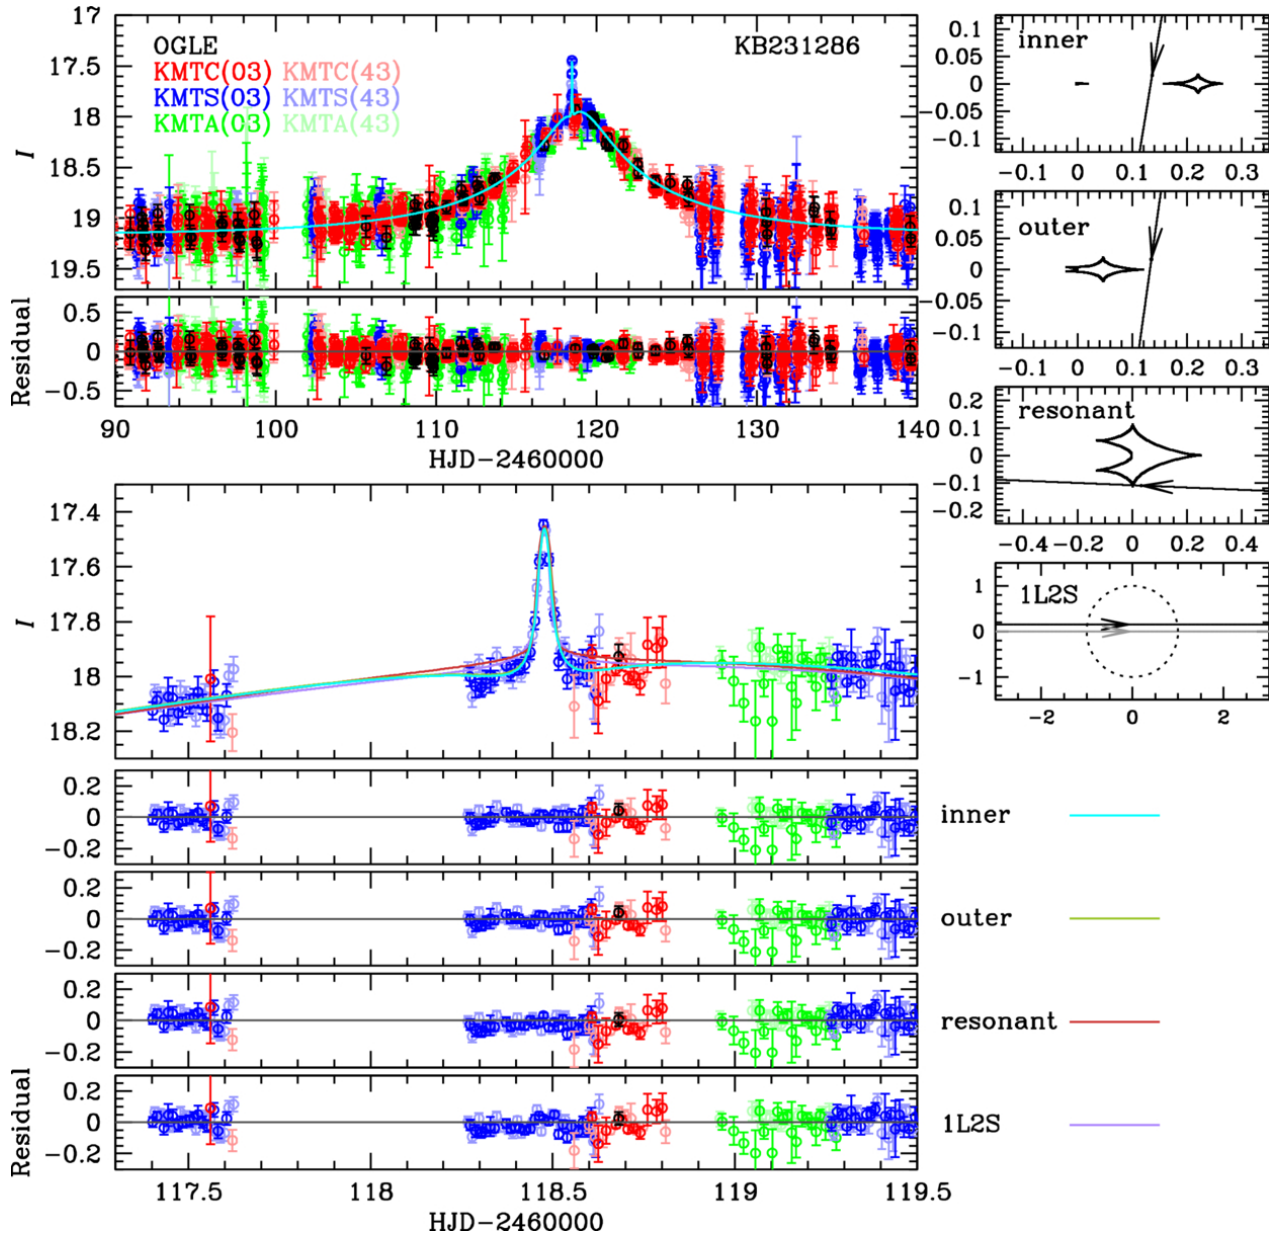 OGLE
KB231286
KMTC(03) KMTC(43)
KMTS(03) KMTS(43)
KMTA(03) KMTA(43)
I
17
17.5
18
18.5
19
19.5
Residual
0.5
0
−0.5
90 100 110 120 130 140
HJD−2460000
inner
0.1
0.05
0
−0.05
−0.1
−0.1 0 0.1 0.2 0.3
outer
0.1
0.05
0
−0.05
−0.1
−0.1 0 0.1 0.2 0.3
resonant
0.2
0.1
0
−0.1
−0.2
−0.4 −0.2 0 0.2 0.4
1L2S
1
0
−1
−2 0 2
I
17.4
17.6
17.8
18
18.2
0.2
0
−0.2
inner
0.2
0
−0.2
outer
0.2
0
−0.2
resonant
Residual
0.2
0
−0.2
1L2S
117.5 118 118.5 119 119.5
HJD−2460000